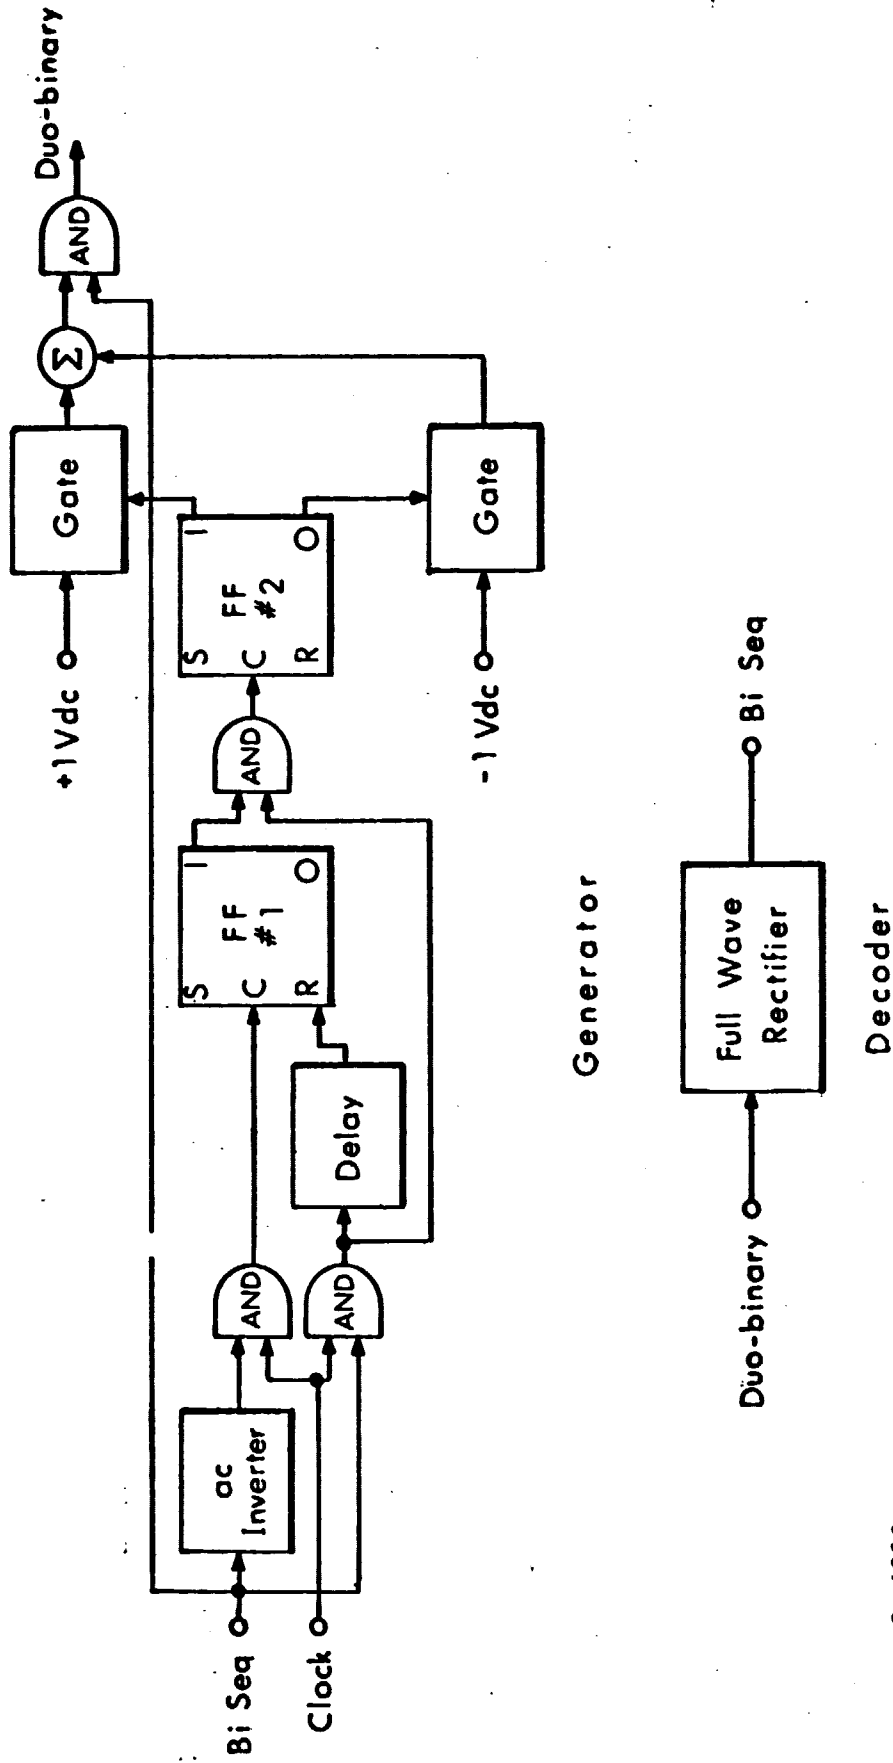 Bi Seq
Clock
ac
Inverter
AND
AND
Delay
S
C
R
FF
#1
1
O
AND
S
C
R
FF
#2
1
O
+1 Vdc
Gate
-1 Vdc
Gate
Σ
AND
Duo-binary
Generator
Duo-binary
Full Wave
Rectifier
Bi Seq
Decoder